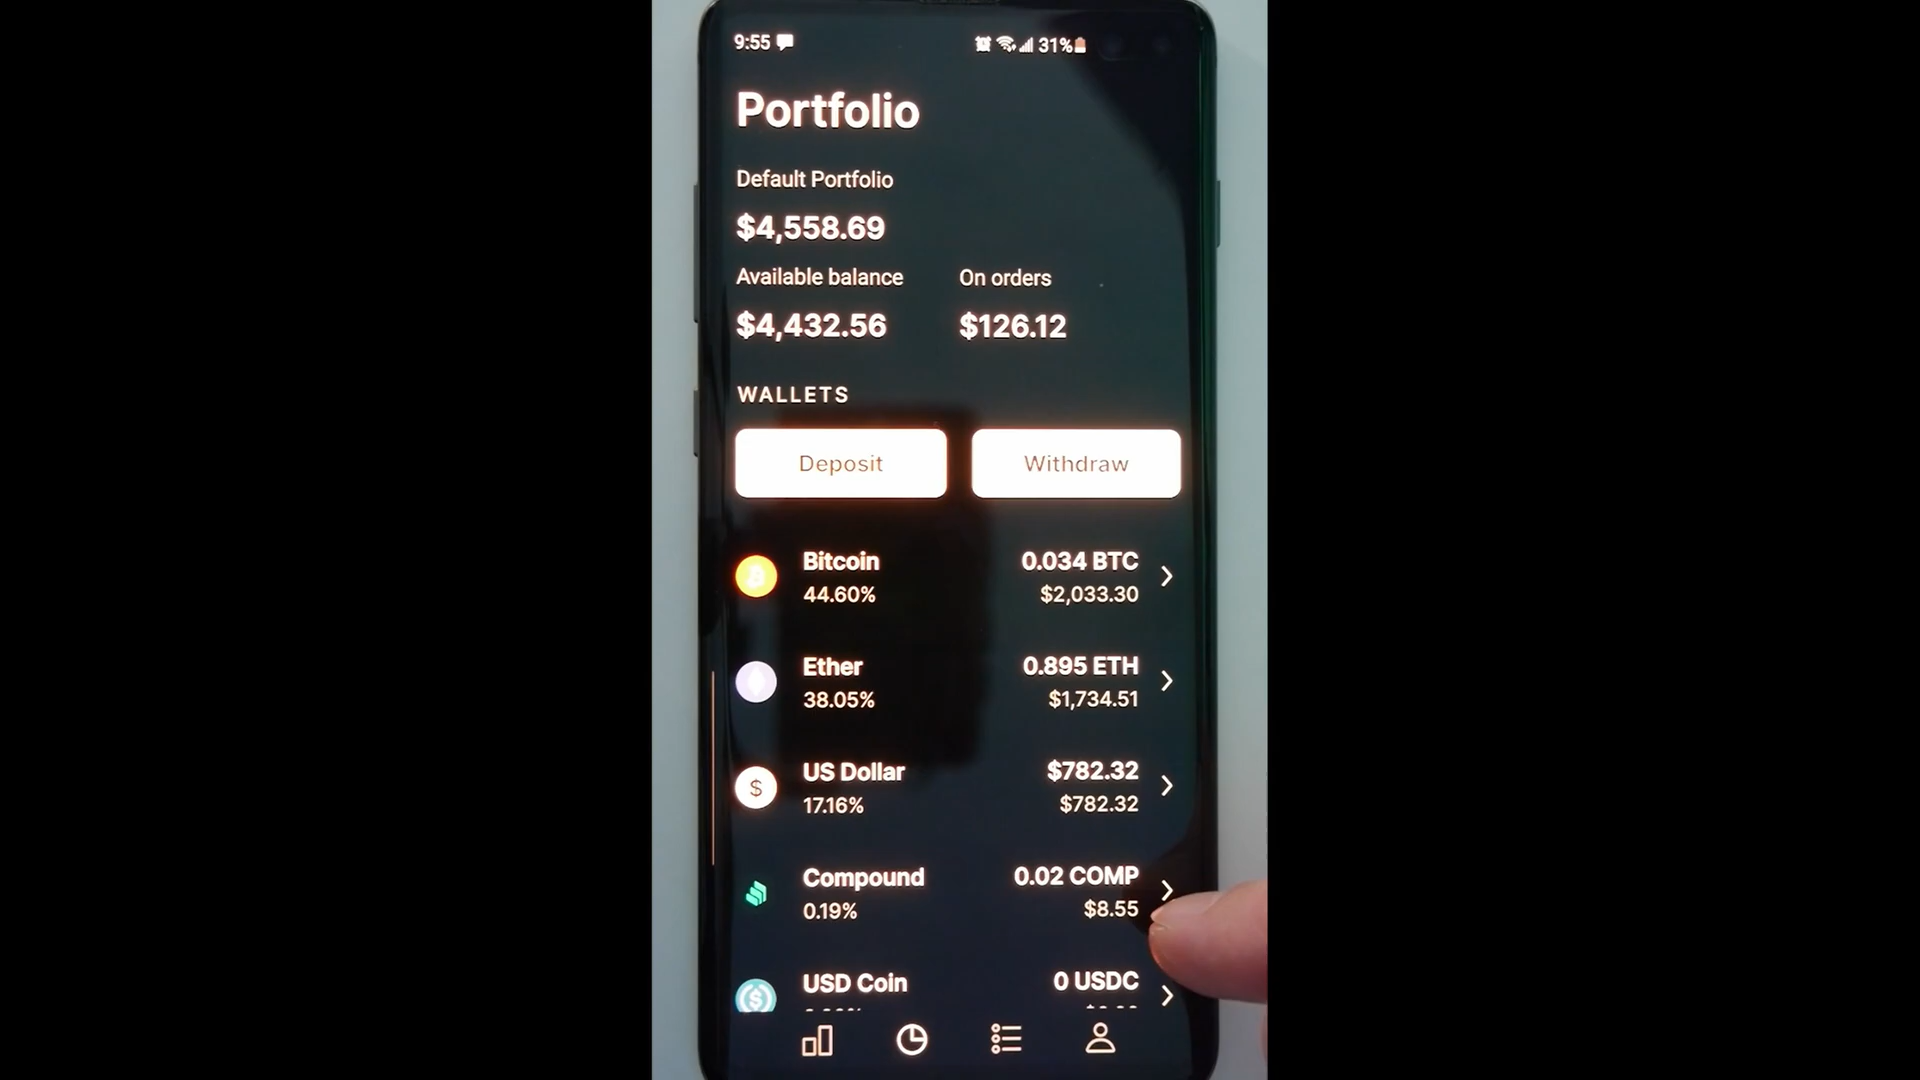 9:55 31%
Portfolio
Default Portfolio
$4,558.69
Available balance On orders
$4,432.56 $126.12
WALLETS
Deposit Withdraw
Bitcoin 0.034 BTC
44.60% $2,033.30
Ether 0.895 ETH
38.05% $1,734.51
US Dollar $782.32
17.16% $782.32
Compound 0.02 COMP
0.19% $8.55
USD Coin 0 USDC